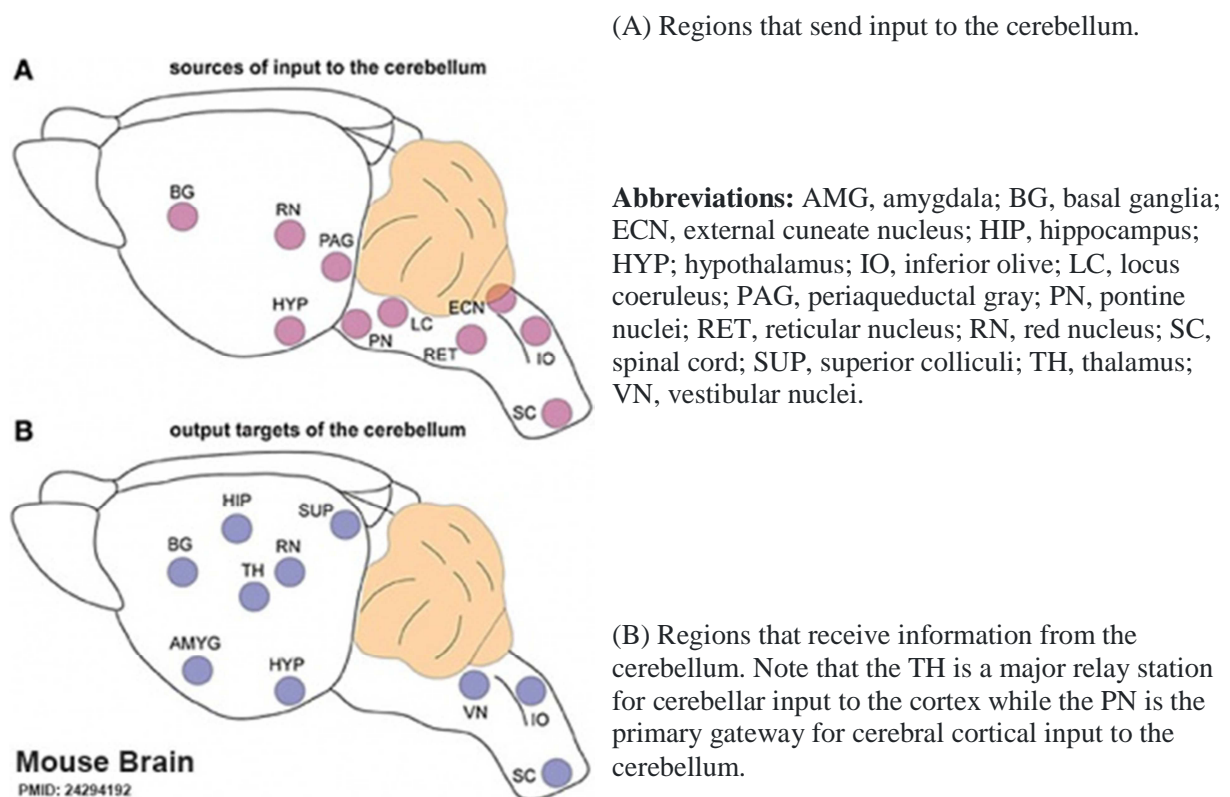 (A) Regions that send input to the cerebellum.
A
sources of input to the cerebellum
BG
RN
PAG
HYP
PN
LC
ECN
RET
IO
SC
Abbreviations: AMG, amygdala; BG, basal ganglia;
ECN, external cuneate nucleus; HIP, hippocampus;
HYP; hypothalamus; IO, inferior olive; LC, locus
coeruleus; PAG, periaqueductal gray; PN, pontine
nuclei; RET, reticular nucleus; RN, red nucleus; SC,
spinal cord; SUP, superior colliculi; TH, thalamus;
VN, vestibular nuclei.
B
output targets of the cerebellum
HIP
SUP
BG
RN
TH
AMYG
HYP
VN
IO
SC
(B) Regions that receive information from the
cerebellum. Note that the TH is a major relay station
for cerebellar input to the cortex while the PN is the
primary gateway for cerebral cortical input to the
cerebellum.
Mouse Brain
PMID: 24294192